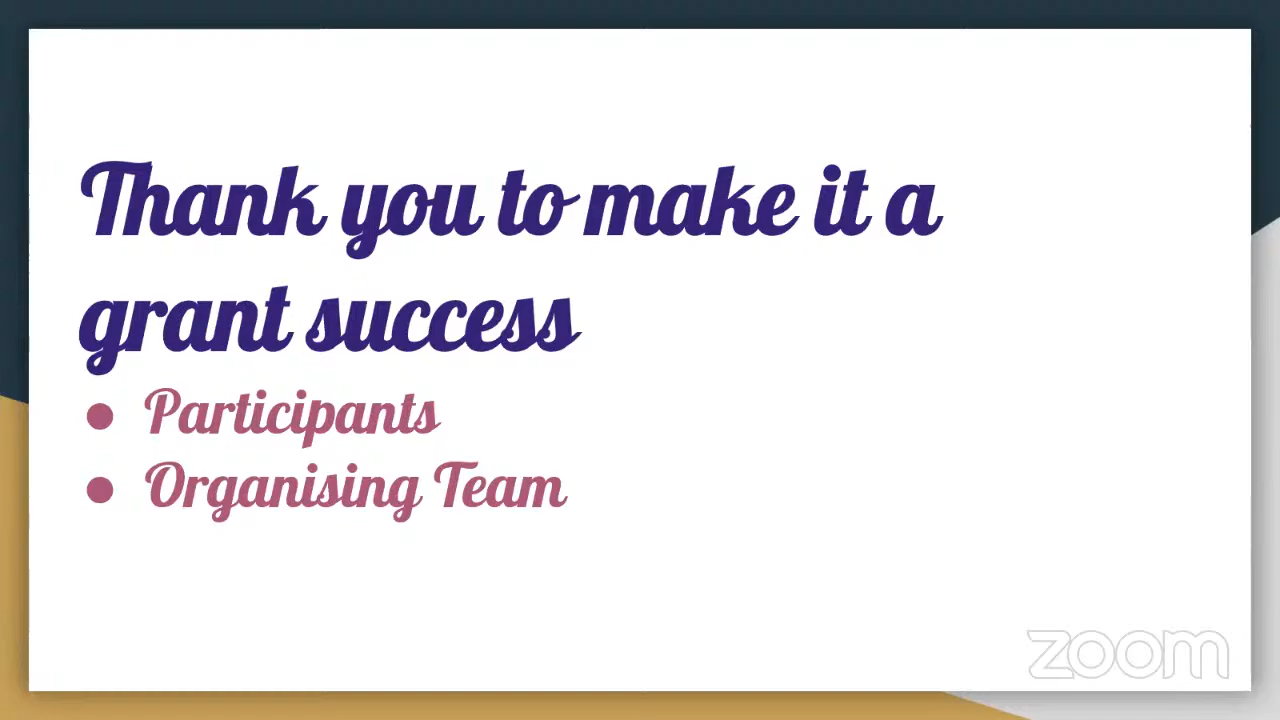 Thank you to make it a
grant success
● Participants
● Organising Team
zoom